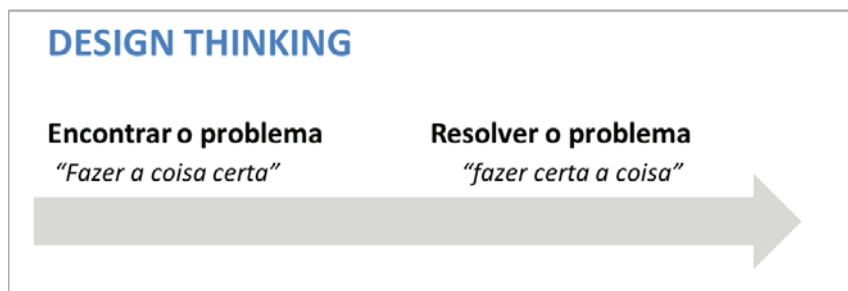 DESIGN THINKING
Encontrar o problema
“Fazer a coisa certa”
Resolver o problema
“fazer certa a coisa”